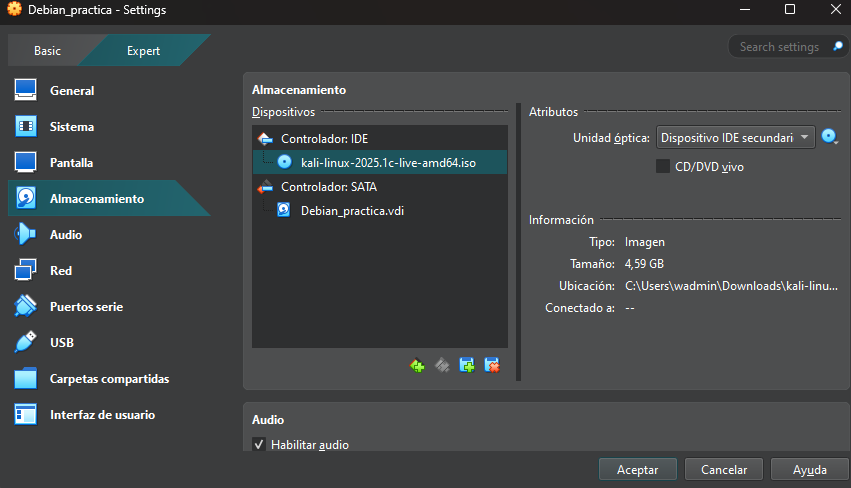 Debian_practica - Settings
Basic
Expert
Search settings
General
Sistema
Pantalla
Almacenamiento
Audio
Red
Puertos serie
USB
Carpetas compartidas
Interfaz de usuario
Almacenamiento
Dispositivos
Controlador: IDE
kali-linux-2025.1c-live-amd64.iso
Controlador: SATA
Debian_practica.vdi
Atributos
Unidad óptica: Dispositivo IDE secundari
CD/DVD vivo
Información
Tipo: Imagen
Tamaño: 4,59 GB
Ubicación: C:\Users\wadmin\Downloads\kali-linu...
Conectado a: --
Audio
Habilitar audio
Aceptar
Cancelar
Ayuda